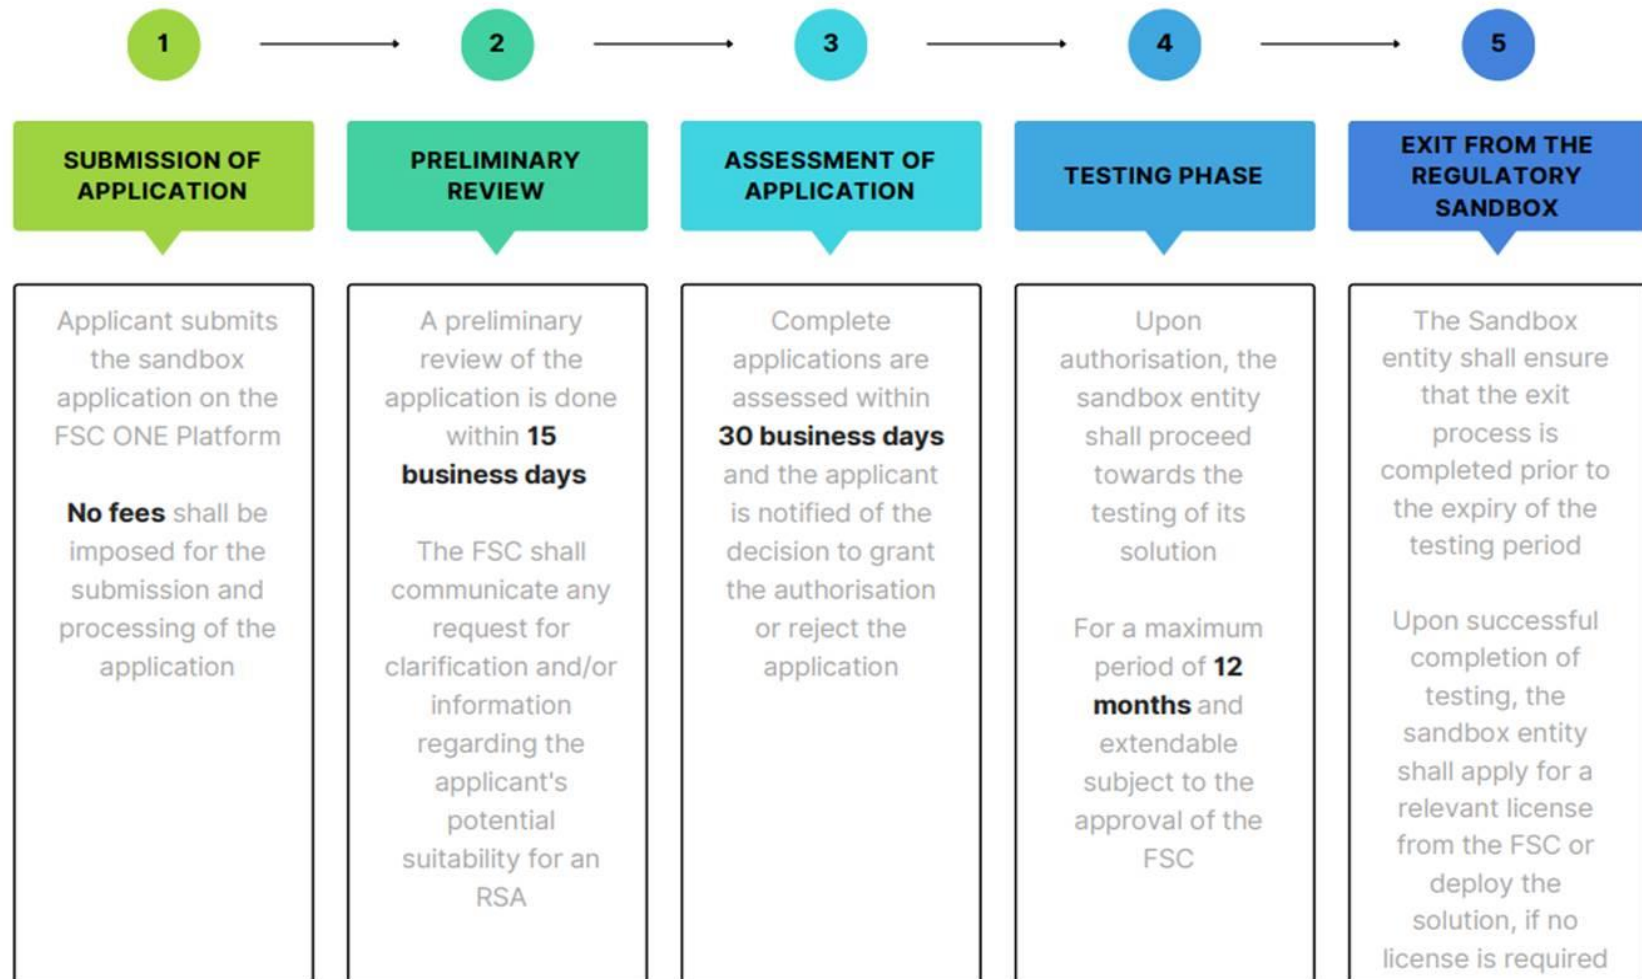 1
2
3
4
5
SUBMISSION OF
APPLICATION
PRELIMINARY
REVIEW
ASSESSMENT OF
APPLICATION
TESTING PHASE
EXIT FROM THE
REGULATORY
SANDBOX
Applicant submits
the sandbox
application on the
FSC ONE Platform
No fees shall be
imposed for the
submission and
processing of the
application
A preliminary
review of the
application is done
within 15
business days
The FSC shall
communicate any
request for
clarification and/or
information
regarding the
applicant's
potential
suitability for an
RSA
Complete
applications are
assessed within
30 business days
and the applicant
is notified of the
decision to grant
the authorisation
or reject the
application
Upon
authorisation, the
sandbox entity
shall proceed
towards the
testing of its
solution
For a maximum
period of 12
months and
extendable
subject to the
approval of the
FSC
The Sandbox
entity shall ensure
that the exit
process is
completed prior to
the expiry of the
testing period
Upon successful
completion of
testing, the
sandbox entity
shall apply for a
relevant license
from the FSC or
deploy the
solution, if no
license is required